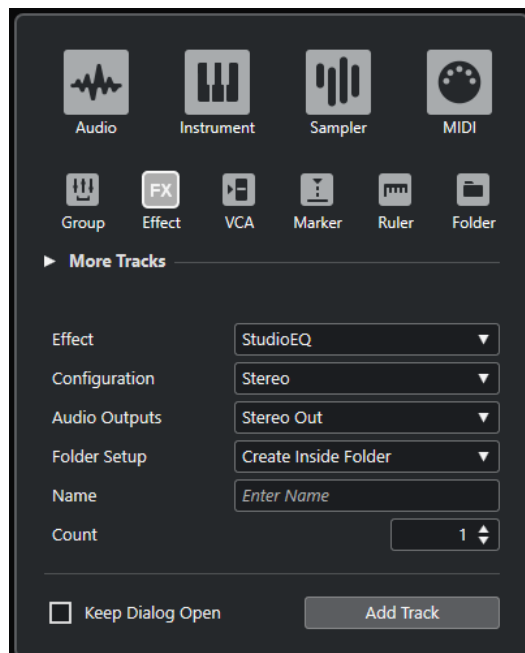 Audio Instrument Sampler MIDI
FX
Group Effect VCA Marker Ruler Folder
More Tracks
Effect StudioEQ
Configuration Stereo
Audio Outputs Stereo Out
Folder Setup Create Inside Folder
Name Enter Name
Count 1
Keep Dialog Open Add Track